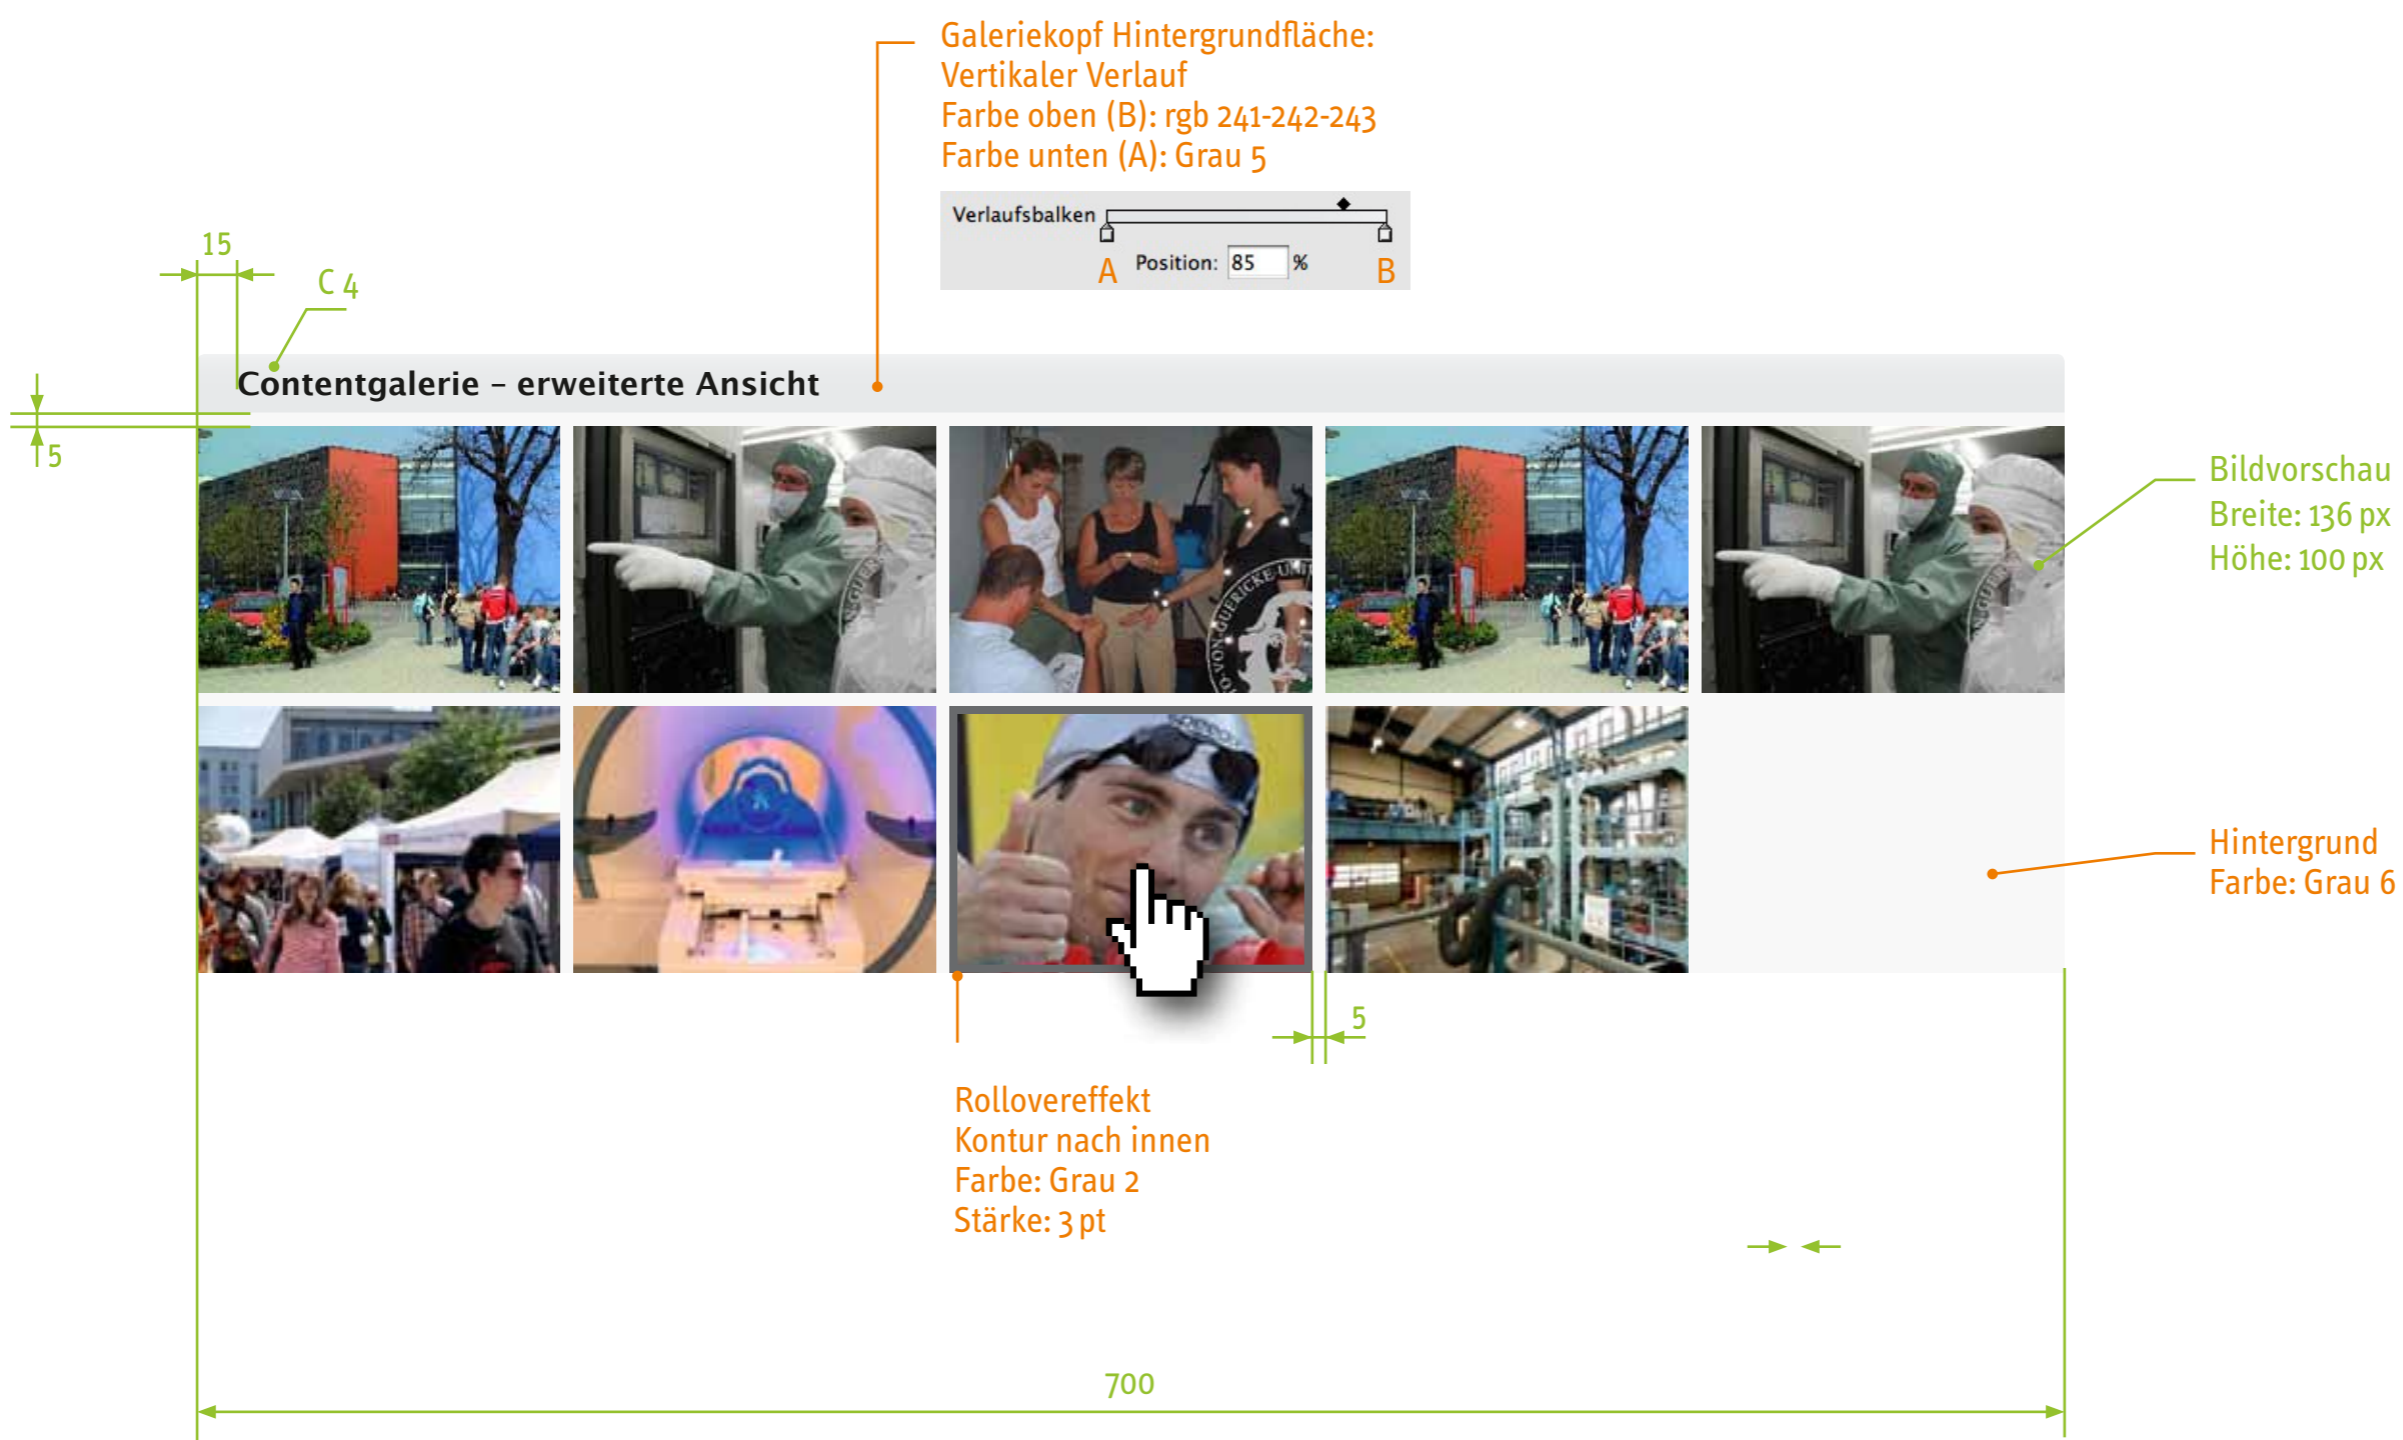 Galeriekopf Hintergrundfläche:
Vertikaler Verlauf
Farbe oben (B): rgb 241-242-243
Farbe unten (A): Grau 5
Verlaufsbalken
A Position: 85 % B
15
C 4
Contentgalerie – erweiterte Ansicht
5
Bildvorschau
Breite: 136 px
Höhe: 100 px
Hintergrund
Farbe: Grau 6
5
Rollovereffekt
Kontur nach innen
Farbe: Grau 2
Stärke: 3 pt
700